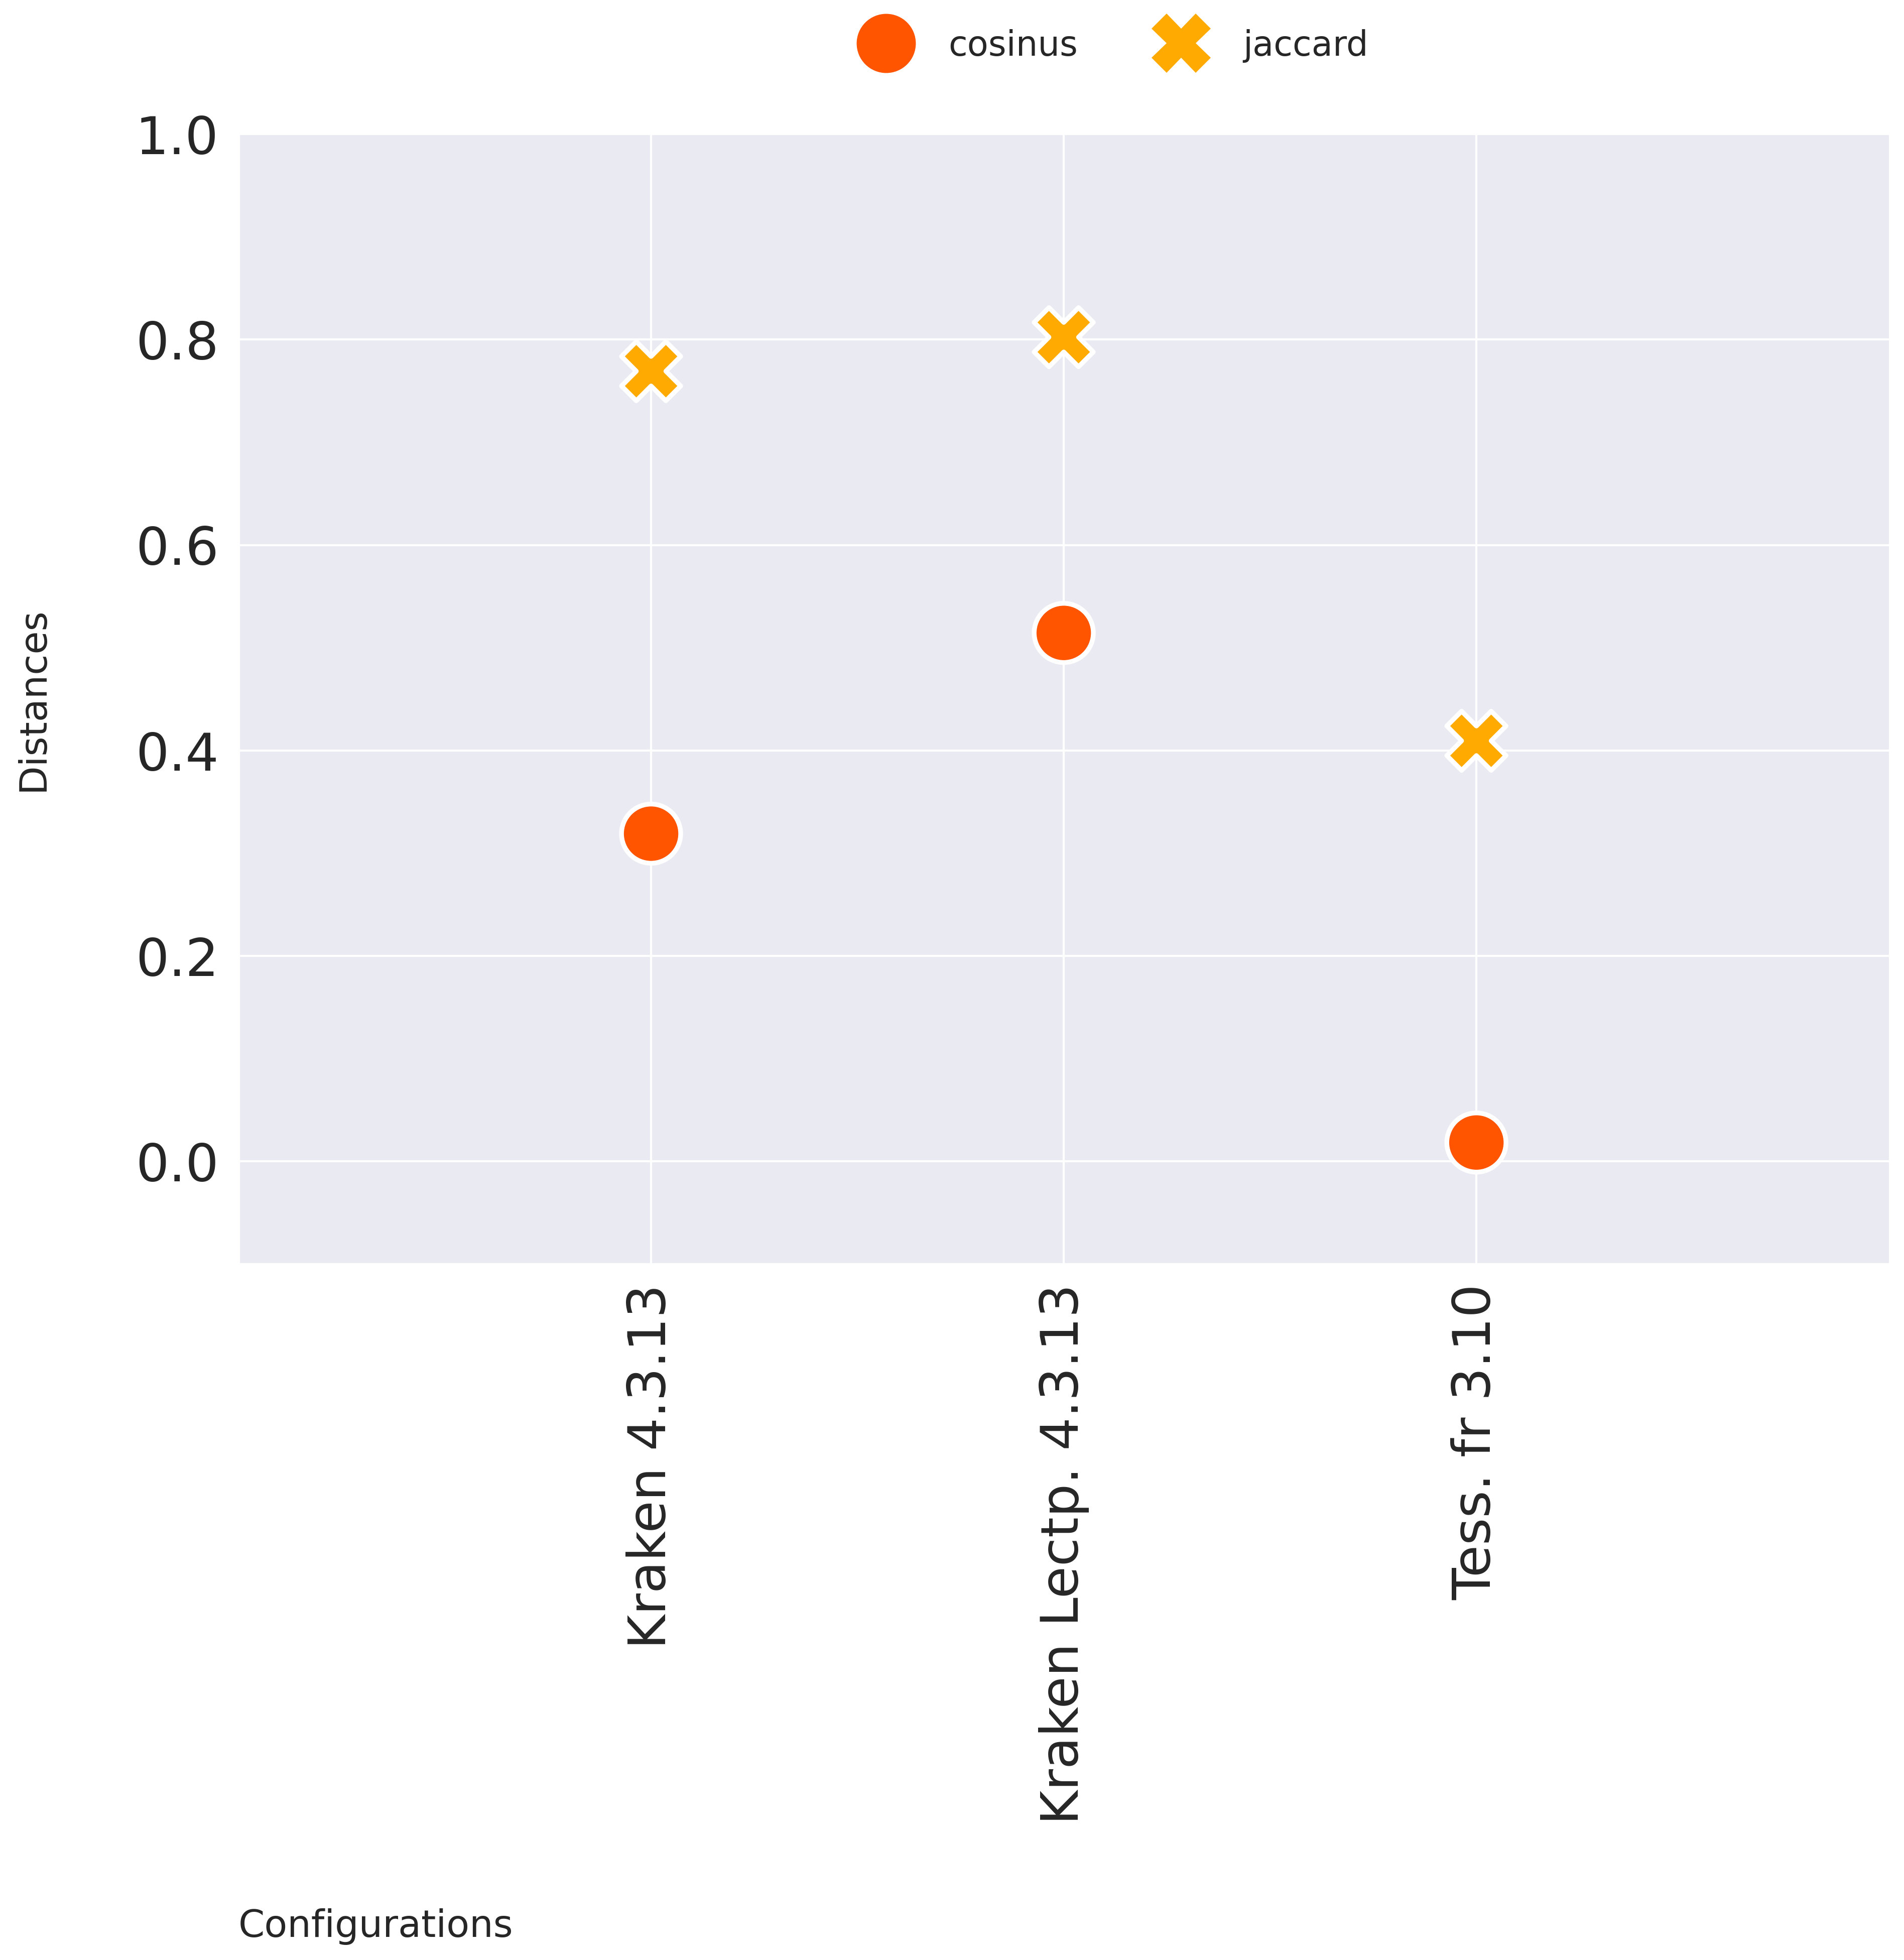 cosinus jaccard
1.0
0.8
0.6
0.4
0.2
0.0
Distances
Kraken 4.3.13
Kraken Lectp. 4.3.13
Tess. fr 3.10
Configurations